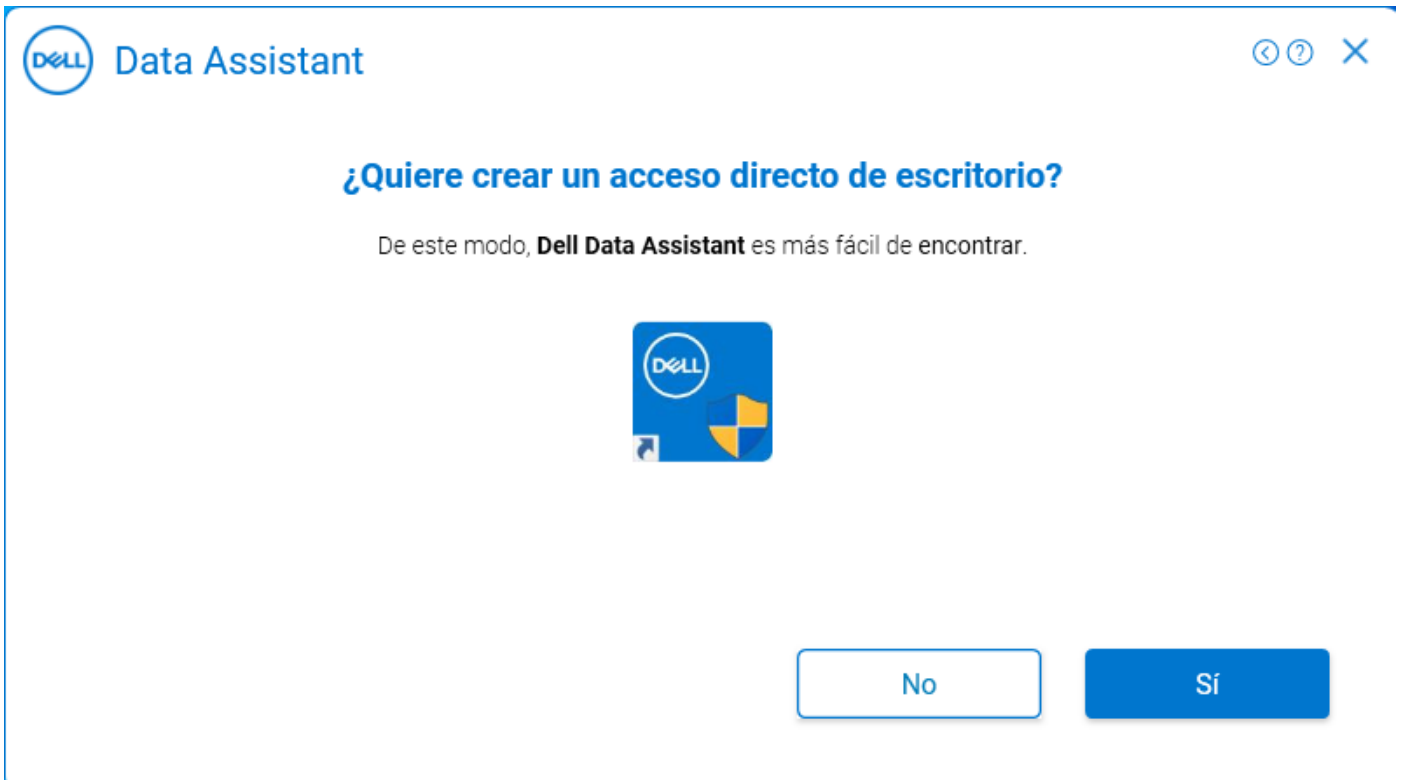 DELL
Data Assistant
¿Quiere crear un acceso directo de escritorio?
De este modo, Dell Data Assistant es más fácil de encontrar.
DELL
No
Sí